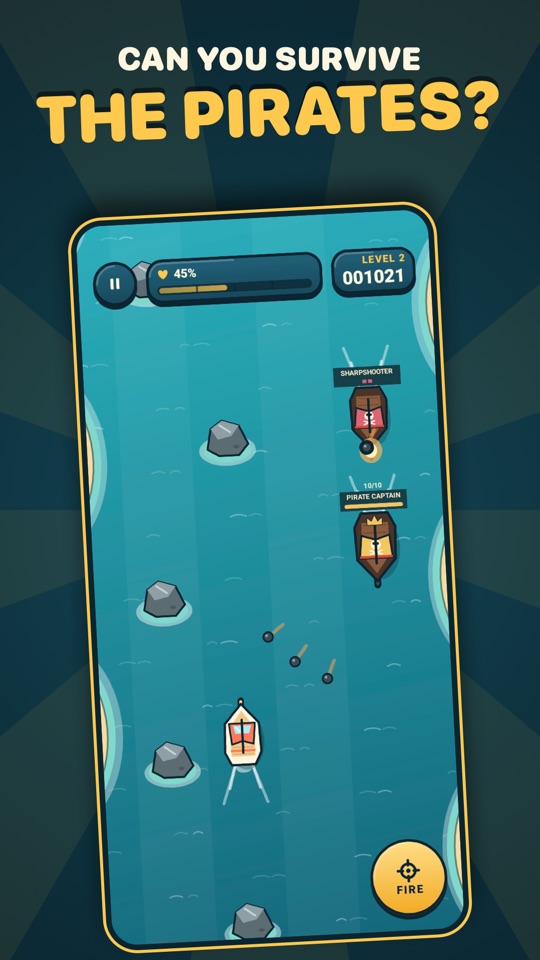 CAN YOU SURVIVE
THE PIRATES?
45%
LEVEL 2
001021
SHARPSHOOTER
10/10
PIRATE CAPTAIN
FIRE